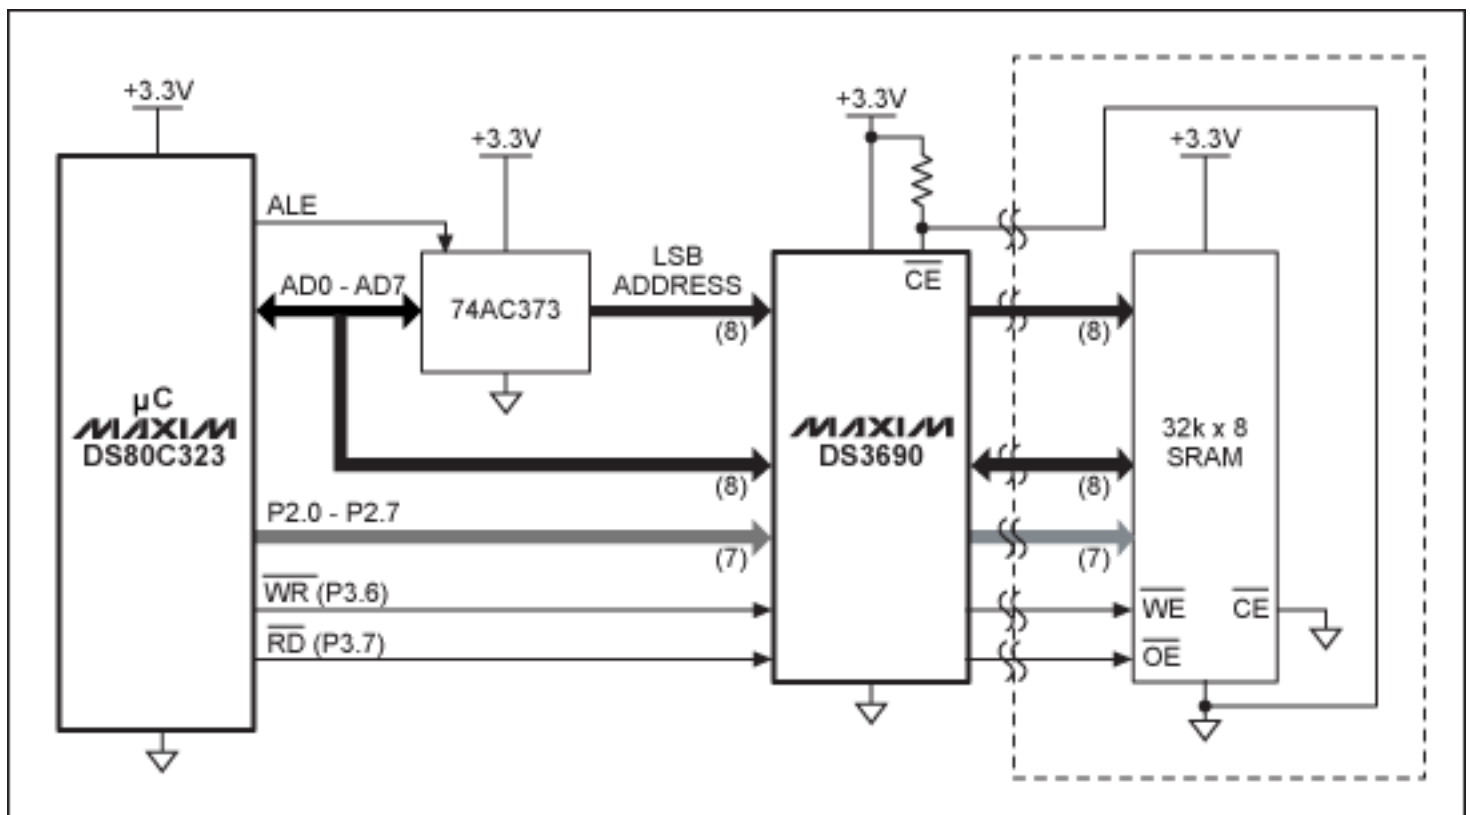 +3.3V
+3.3V
+3.3V
+3.3V
ALE
AD0 - AD7
74AC373
LSB
ADDRESS
(8)
CE
(8)
µC
MAXIM
DS80C323
MAXIM
DS3690
32k x 8
SRAM
(8)
(8)
P2.0 - P2.7
(7)
(7)
WR (P3.6)
WE
CE
RD (P3.7)
OE